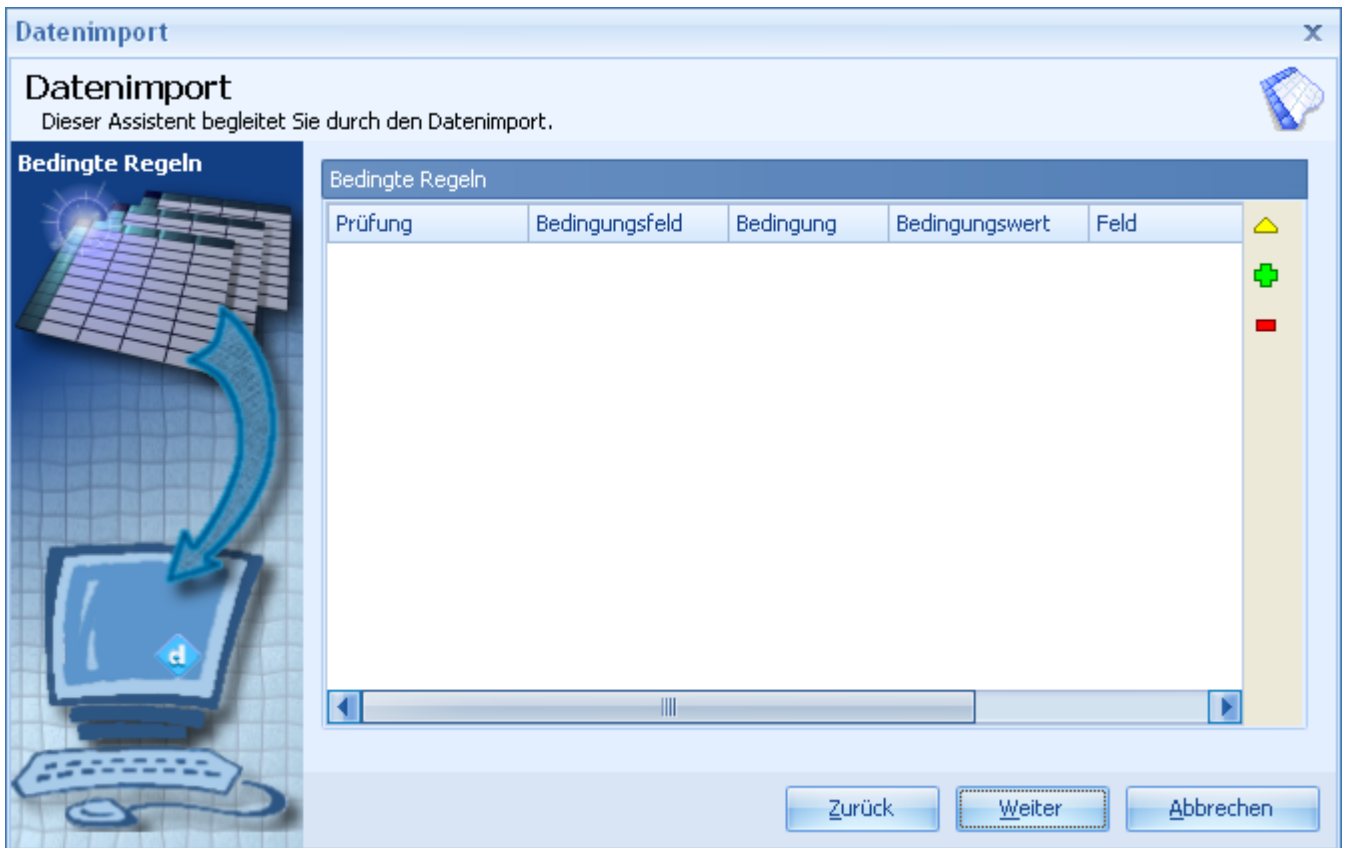 Datenimport
Datenimport
Dieser Assistent begleitet Sie durch den Datenimport.
Bedingte Regeln
Bedingte Regeln
Prüfung Bedingungsfeld Bedingung Bedingungswert Feld
d
Zurück Weiter Abbrechen